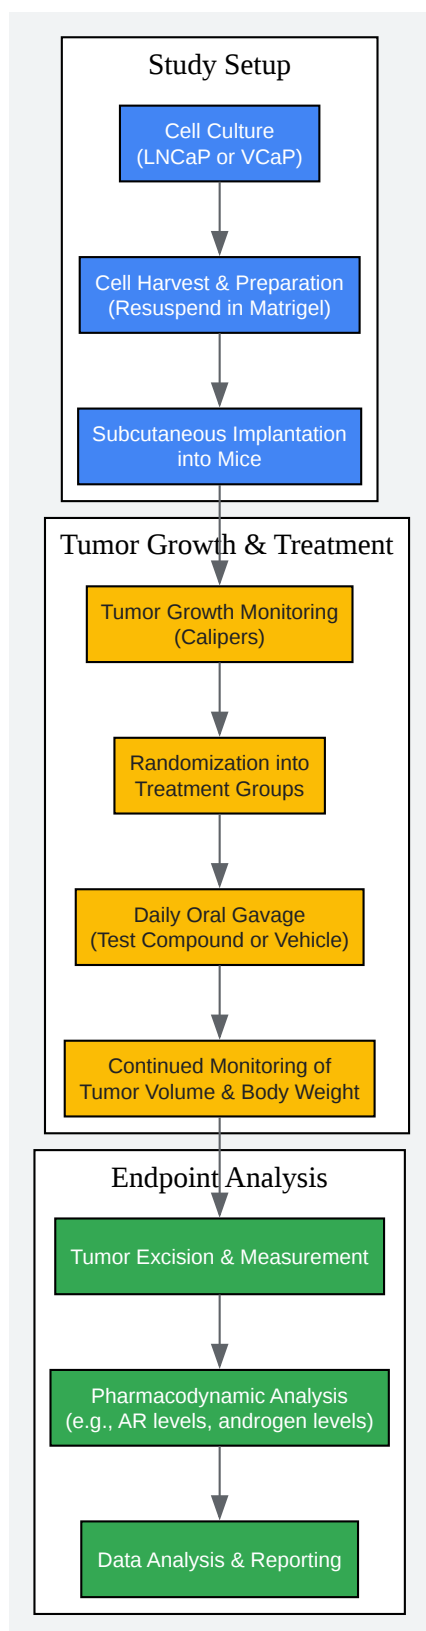 Study Setup
Cell Culture
(LNCaP or VCaP)
Cell Harvest & Preparation
(Resuspend in Matrigel)
Subcutaneous Implantation
into Mice
Tumor Growth & Treatment
Tumor Growth Monitoring
(Calipers)
Randomization into
Treatment Groups
Daily Oral Gavage
(Test Compound or Vehicle)
Continued Monitoring of
Tumor Volume & Body Weight
Endpoint Analysis
Tumor Excision & Measurement
Pharmacodynamic Analysis
(e.g., AR levels, androgen levels)
Data Analysis & Reporting